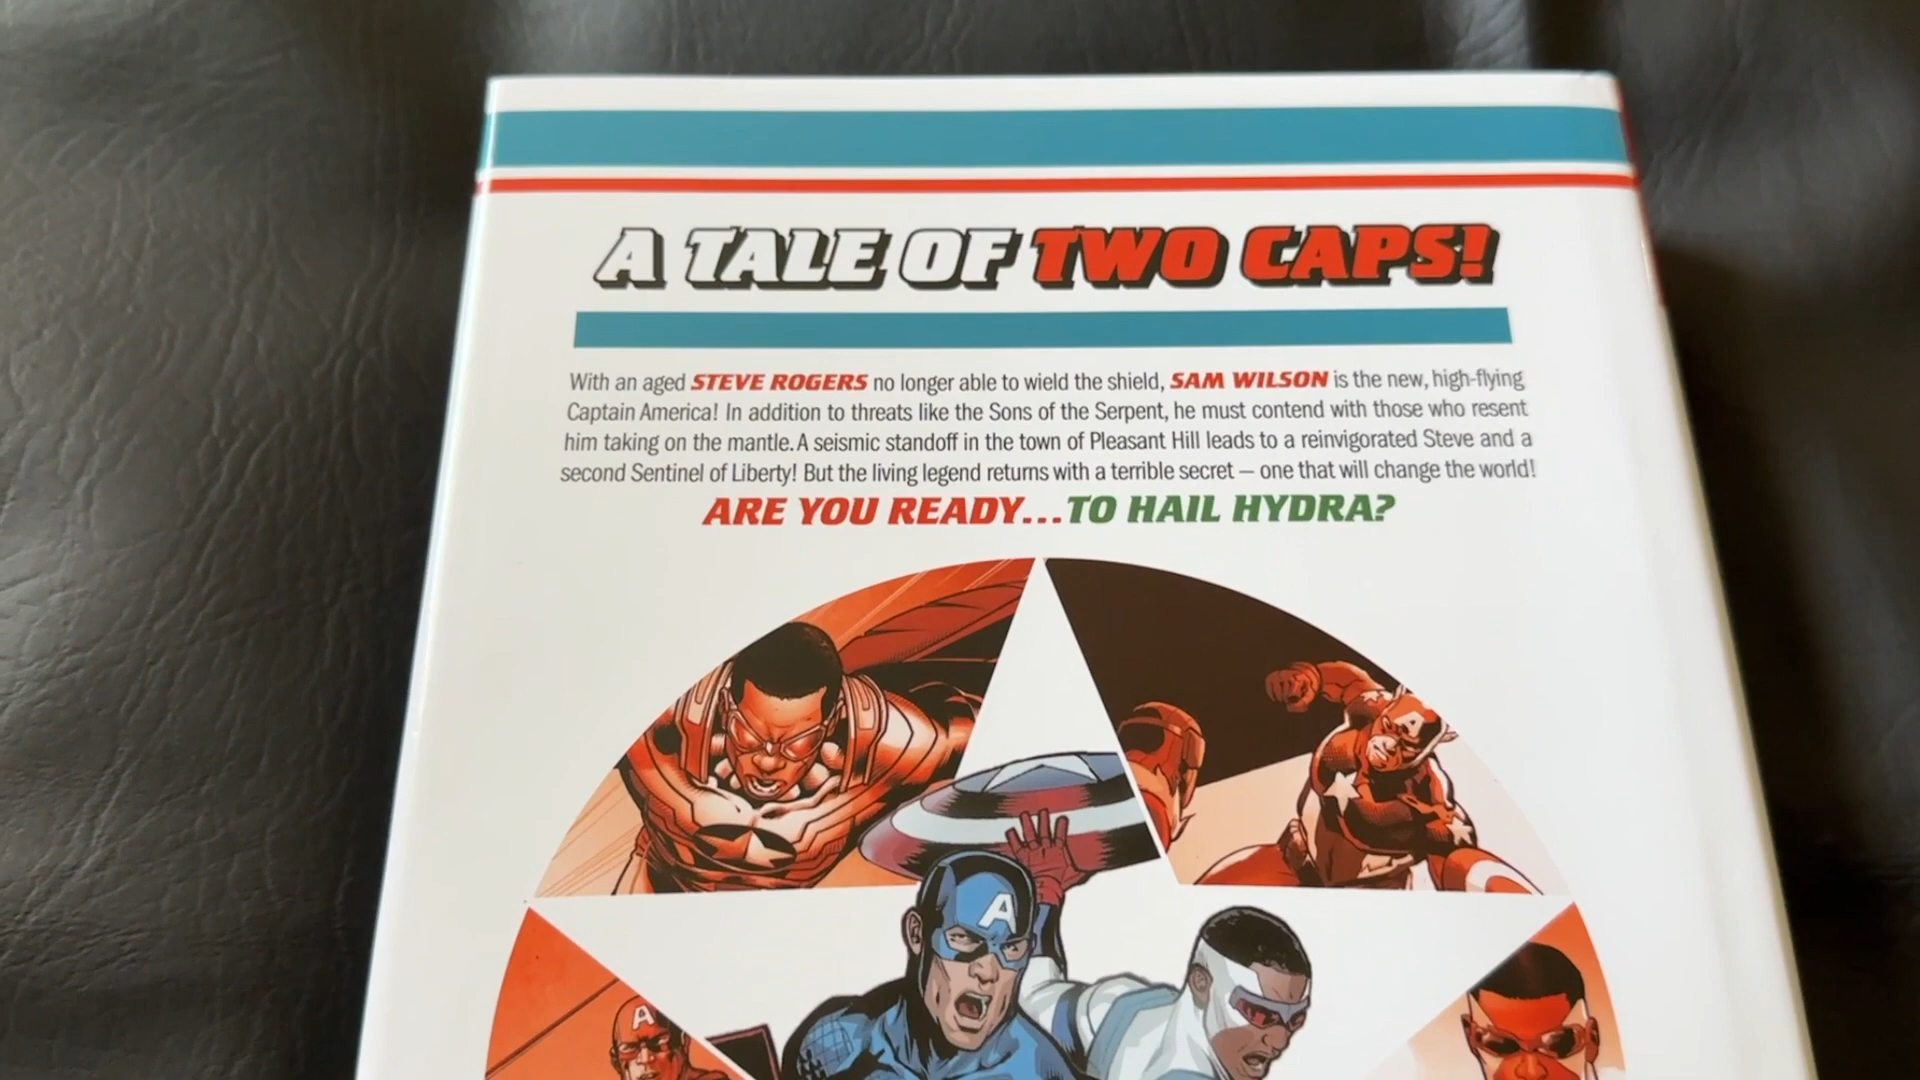 A TALE OF TWO CAPS!
With an aged STEVE ROGERS no longer able to wield the shield, SAM WILSON is the new, high-flying
Captain America! In addition to threats like the Sons of the Serpent, he must contend with those who resent
him taking on the mantle. A seismic standoff in the town of Pleasant Hill leads to a reinvigorated Steve and a
second Sentinel of Liberty! But the living legend returns with a terrible secret — one that will change the world!
ARE YOU READY...TO HAIL HYDRA?
A
A
A